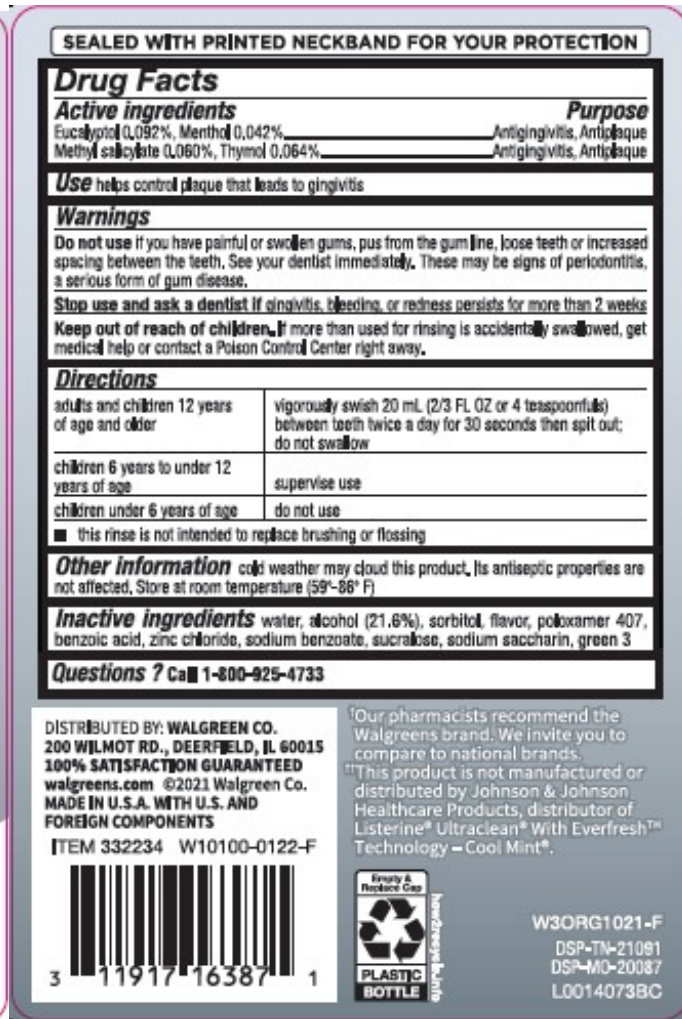 SEALED WITH PRINTED NECKBAND FOR YOUR PROTECTION
Drug Facts
Active ingredients Purpose
Eucalyptol 0.092%, Menthol 0.042% Antigingivitis, Antiplaque
Methyl salicylate 0.060%, Thymol 0.064% Antigingivitis, Antiplaque
Use helps control plaque that leads to gingivitis
Warnings
Do not use if you have painful or swollen gums, pus from the gum line, loose teeth or increased
spacing between the teeth. See your dentist immediately. These may be signs of periodontitis,
a serious form of gum disease.
Stop use and ask a dentist if gingivitis, bleeding, or redness persists for more than 2 weeks
Keep out of reach of children. If more than used for rinsing is accidentally swallowed, get
medical help or contact a Poison Control Center right away.
Directions
adults and children 12 years vigorously swish 20 mL (2/3 FL OZ or 4 teaspoonfuls)
of age and older between teeth twice a day for 30 seconds then spit out;
do not swallow
children 6 years to under 12
years of age supervise use
children under 6 years of age do not use
■ this rinse is not intended to replace brushing or flossing
Other information cold weather may cloud this product. Its antiseptic properties are
not affected. Store at room temperature (59°-86° F)
Inactive ingredients water, alcohol (21.6%), sorbitol, flavor, poloxamer 407,
benzoic acid, zinc chloride, sodium benzoate, sucralose, sodium saccharin, green 3
Questions ? Call 1-800-925-4733
DISTRIBUTED BY: WALGREEN CO.
200 WILMOT RD., DEERFIELD, IL 60015
100% SATISFACTION GUARANTEED
walgreens.com ©2021 Walgreen Co.
MADE IN U.S.A. WITH U.S. AND
FOREIGN COMPONENTS
ITEM 332234 W10100-0122-F
3 11917 16387 1
†Our pharmacists recommend the
Walgreens brand. We invite you to
compare to national brands.
††This product is not manufactured or
distributed by Johnson & Johnson
Healthcare Products, distributor of
Listerine® Ultraclean® With Everfresh™
Technology – Cool Mint®.
Empty &
Replace Cap
PLASTIC
BOTTLE
how2recycle.info
W3ORG1021-F
DSP-TN-21091
DSP-MO-20087
L0014073BC